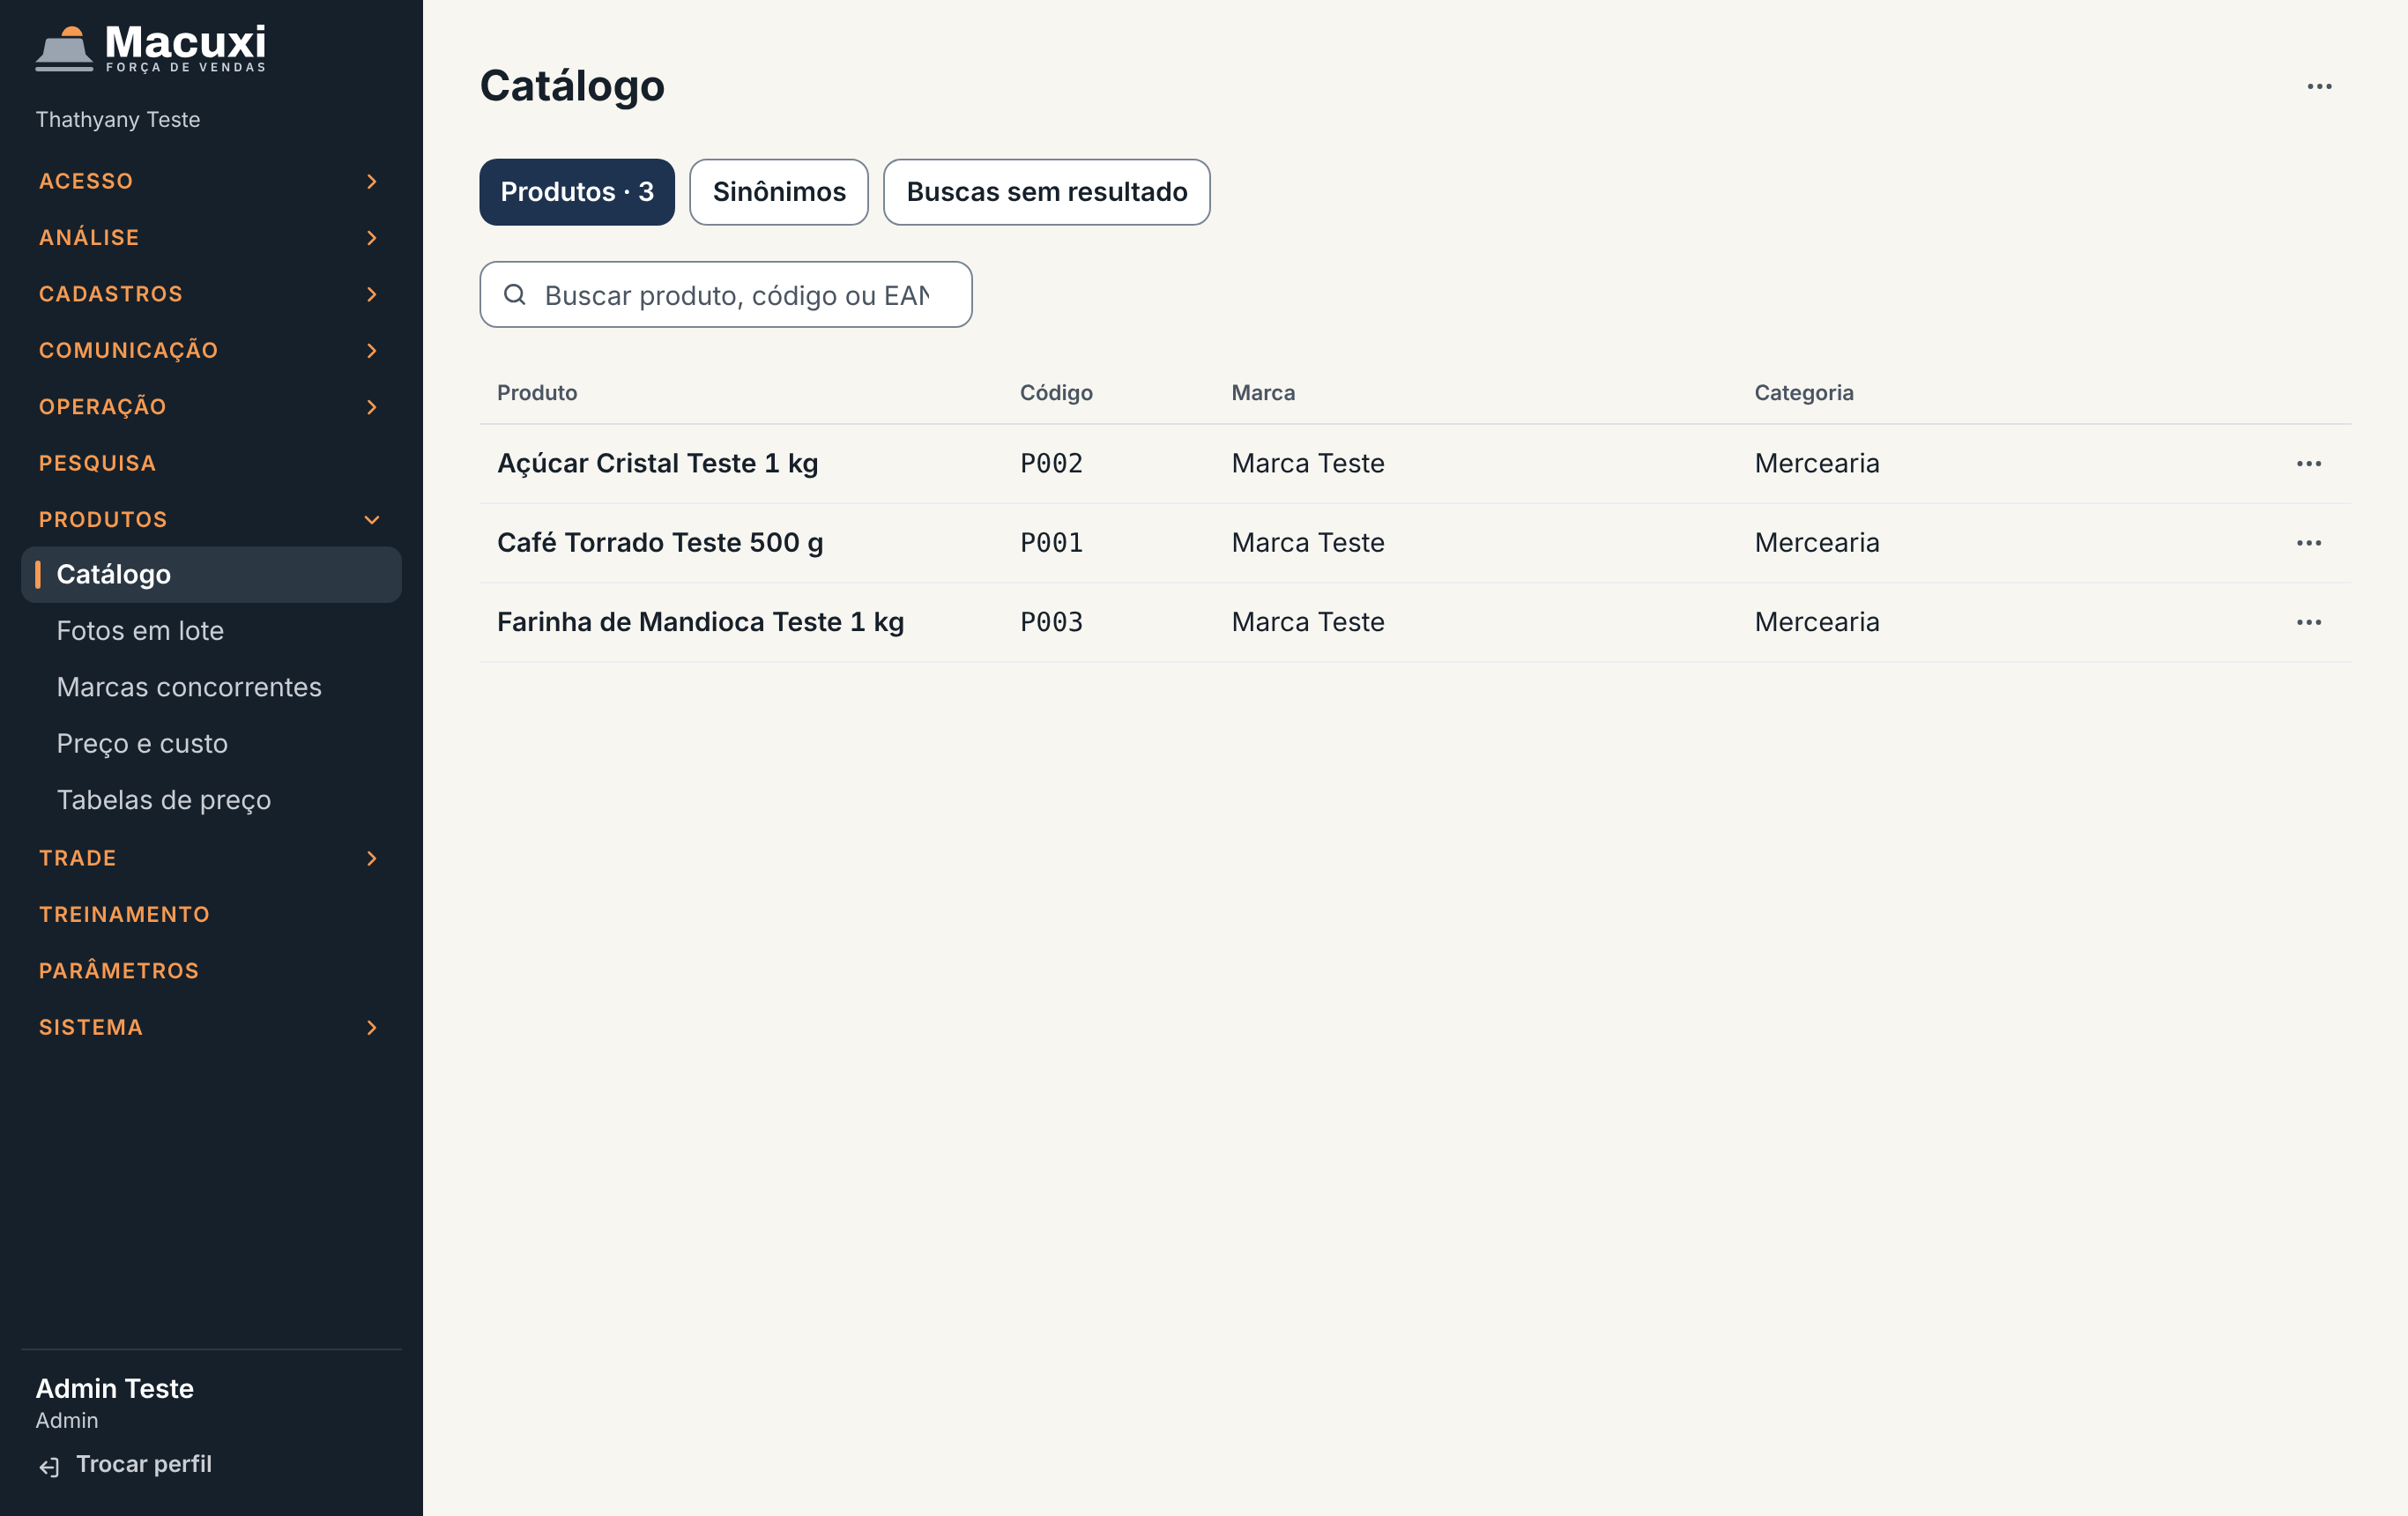 Macuxi
FORÇA DE VENDAS
Thathyany Teste
ACESSO
ANÁLISE
CADASTROS
COMUNICAÇÃO
OPERAÇÃO
PESQUISA
PRODUTOS
Catálogo
Fotos em lote
Marcas concorrentes
Preço e custo
Tabelas de preço
TRADE
TREINAMENTO
PARÂMETROS
SISTEMA
Admin Teste
Admin
Trocar perfil
Catálogo
Produtos · 3 Sinônimos Buscas sem resultado
Buscar produto, código ou EAN
Produto Código Marca Categoria
Açúcar Cristal Teste 1 kg P002 Marca Teste Mercearia
Café Torrado Teste 500 g P001 Marca Teste Mercearia
Farinha de Mandioca Teste 1 kg P003 Marca Teste Mercearia